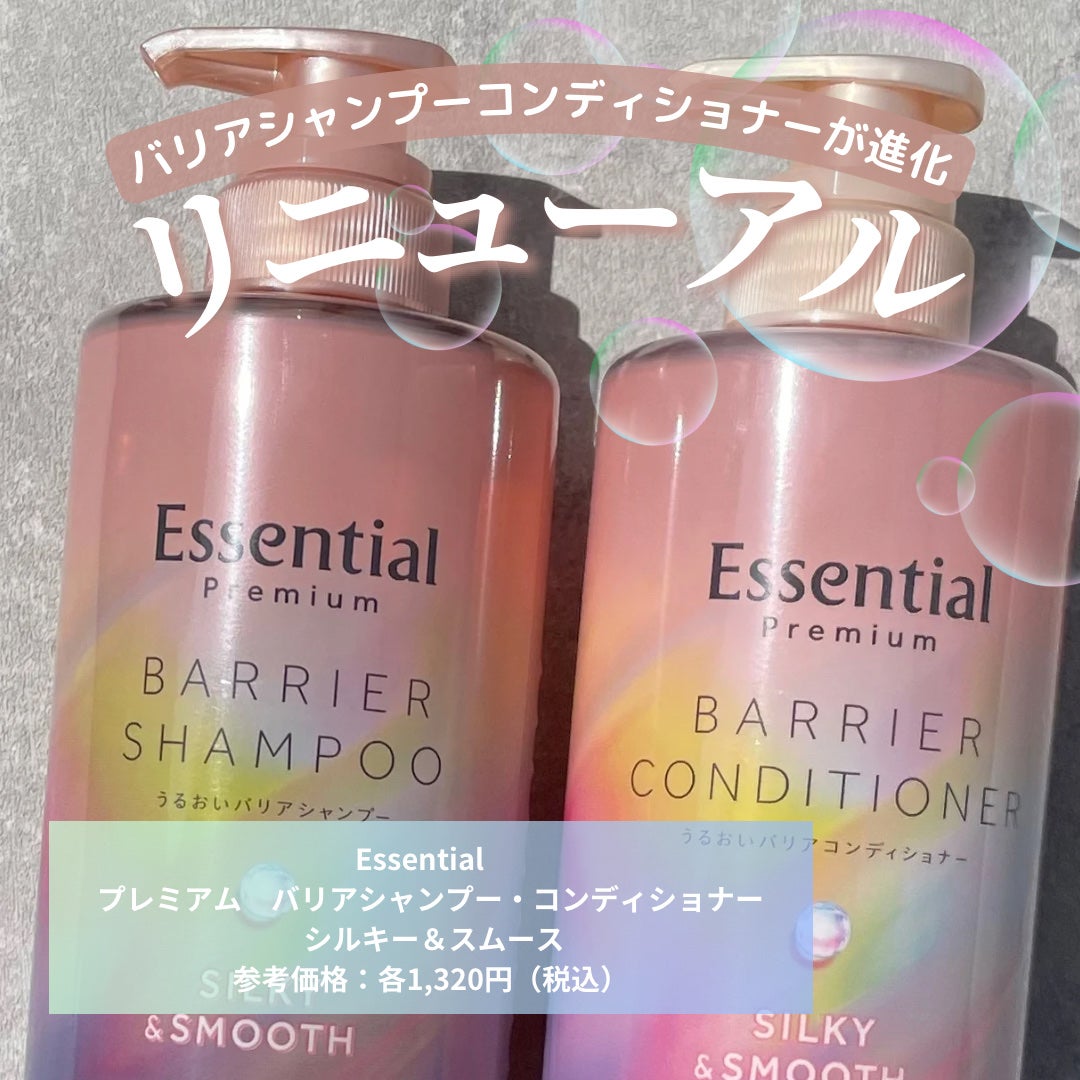 バリアシャンプーコンディショナーが進化
リニューアル
Essential
Premium
BARRIER
SHAMPOO
うるおいバリアシャンプー
Essential
Premium
BARRIER
CONDITIONER
うるおいバリアコンディショナー
Essential
プレミアム　バリアシャンプー・コンディショナー
シルキー＆スムース
参考価格：各1,320円（税込）
SILKY
&SMOOTH
SILKY
&SMOOTH